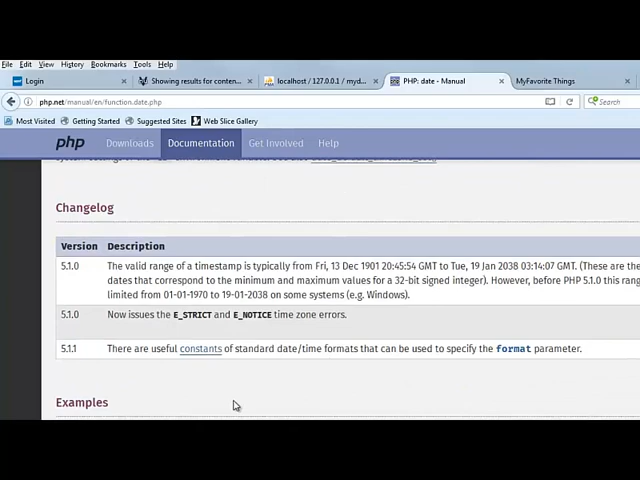 File Edit View History Bookmarks Tools Help
Login Showing results for conten... localhost / 127.0.0.1 / myd... PHP: date - Manual MyFavorite Things
php.net/manual/en/function.date.php Search
Most Visited Getting Started Suggested Sites Web Slice Gallery
php Downloads Documentation Get Involved Help
Changelog
Version Description
5.1.0 The valid range of a timestamp is typically from Fri, 13 Dec 1901 20:45:54 GMT to Tue, 19 Jan 2038 03:14:07 GMT. (These are the
dates that correspond to the minimum and maximum values for a 32-bit signed integer). However, before PHP 5.1.0 this rang
limited from 01-01-1970 to 19-01-2038 on some systems (e.g. Windows).
5.1.0 Now issues the E_STRICT and E_NOTICE time zone errors.
5.1.1 There are useful constants of standard date/time formats that can be used to specify the format parameter.
Examples